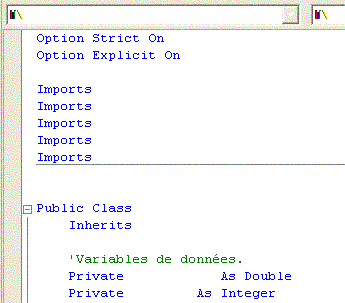 Option Strict On
Option Explicit On
Imports
Imports
Imports
Imports
Imports
Public Class
Inherits
'Variables de données.
Private As Double
Private As Integer